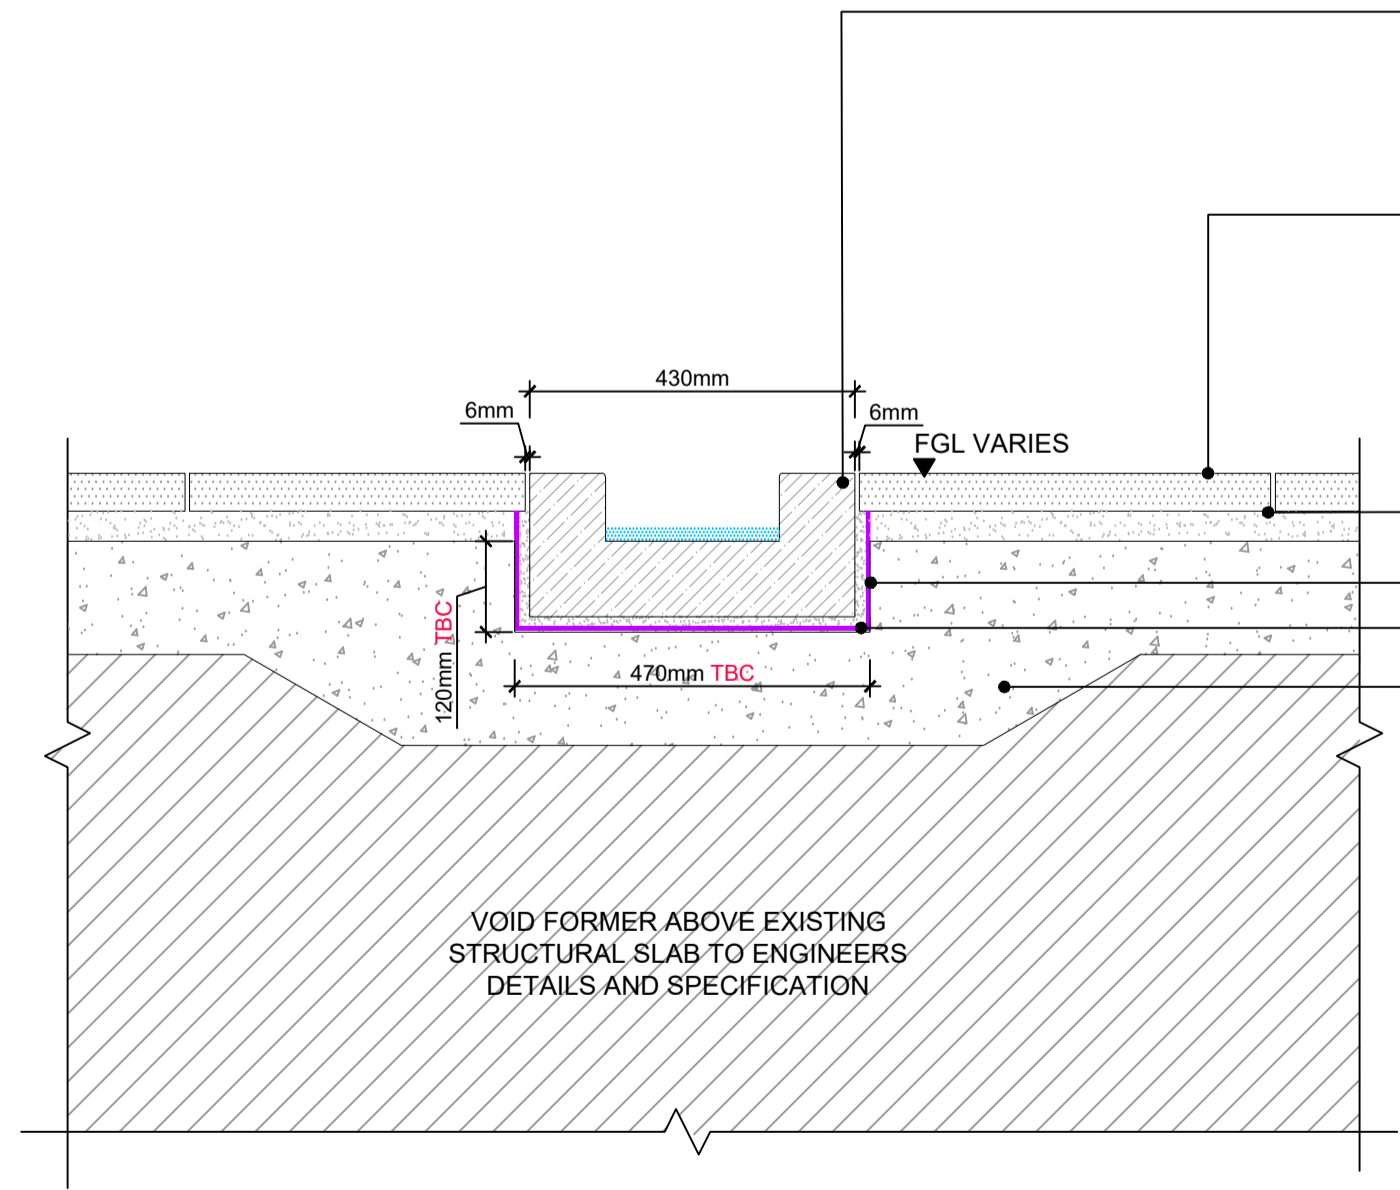 430mm
6mm
6mm
FGL VARIES
120mm TBC
470mm TBC
VOID FORMER ABOVE EXISTING
STRUCTURAL SLAB TO ENGINEERS
DETAILS AND SPECIFICATION